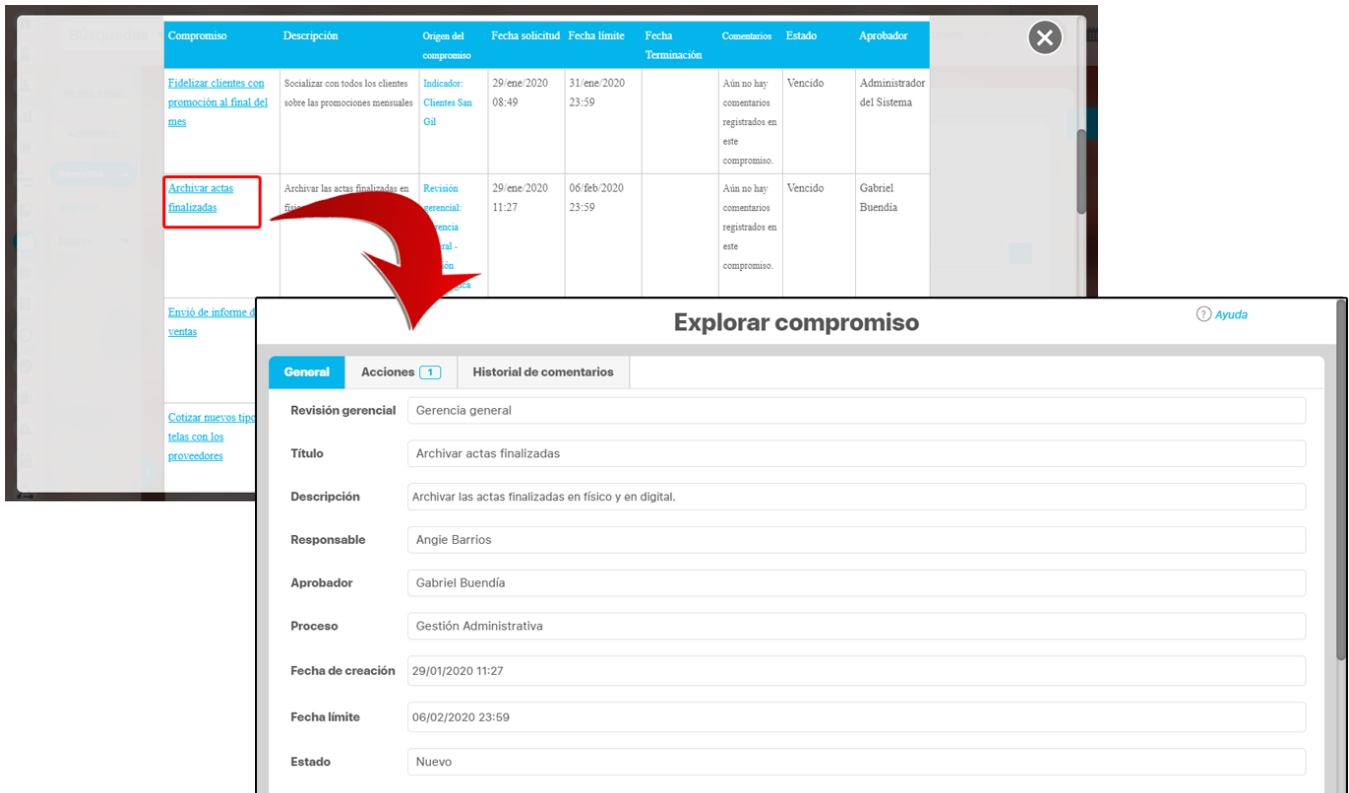 Búsquedas
Compromiso Descripción Origen del compromiso Fecha solicitud Fecha límite Fecha Terminación Comentarios Estado Aprobador
Fidelizar clientes con Socializar con todos los clientes Indicador: 29/ene/2020 31/ene/2020 Aún no hay Vencido Administrador
promoción al final del sobre las promociones mensuales Clientes San 08:49 23:59 comentarios del Sistema
mes Gil registrados en
este
compromiso.
Archivar actas Archivar las actas finalizadas en Revisión 29/ene/2020 06/feb/2020 Aún no hay Vencido Gabriel
finalizadas gerencial: 11:27 23:59 comentarios Buendía
registrados en
este
compromiso.
Envió de informe
ventas
Cotizar nuevos
telas con los
proveedores
Explorar compromiso
? Ayuda
General Acciones 1 Historial de comentarios
Revisión gerencial Gerencia general
Título Archivar actas finalizadas
Descripción Archivar las actas finalizadas en físico y en digital.
Responsable Angie Barrios
Aprobador Gabriel Buendía
Proceso Gestión Administrativa
Fecha de creación 29/01/2020 11:27
Fecha límite 06/02/2020 23:59
Estado Nuevo